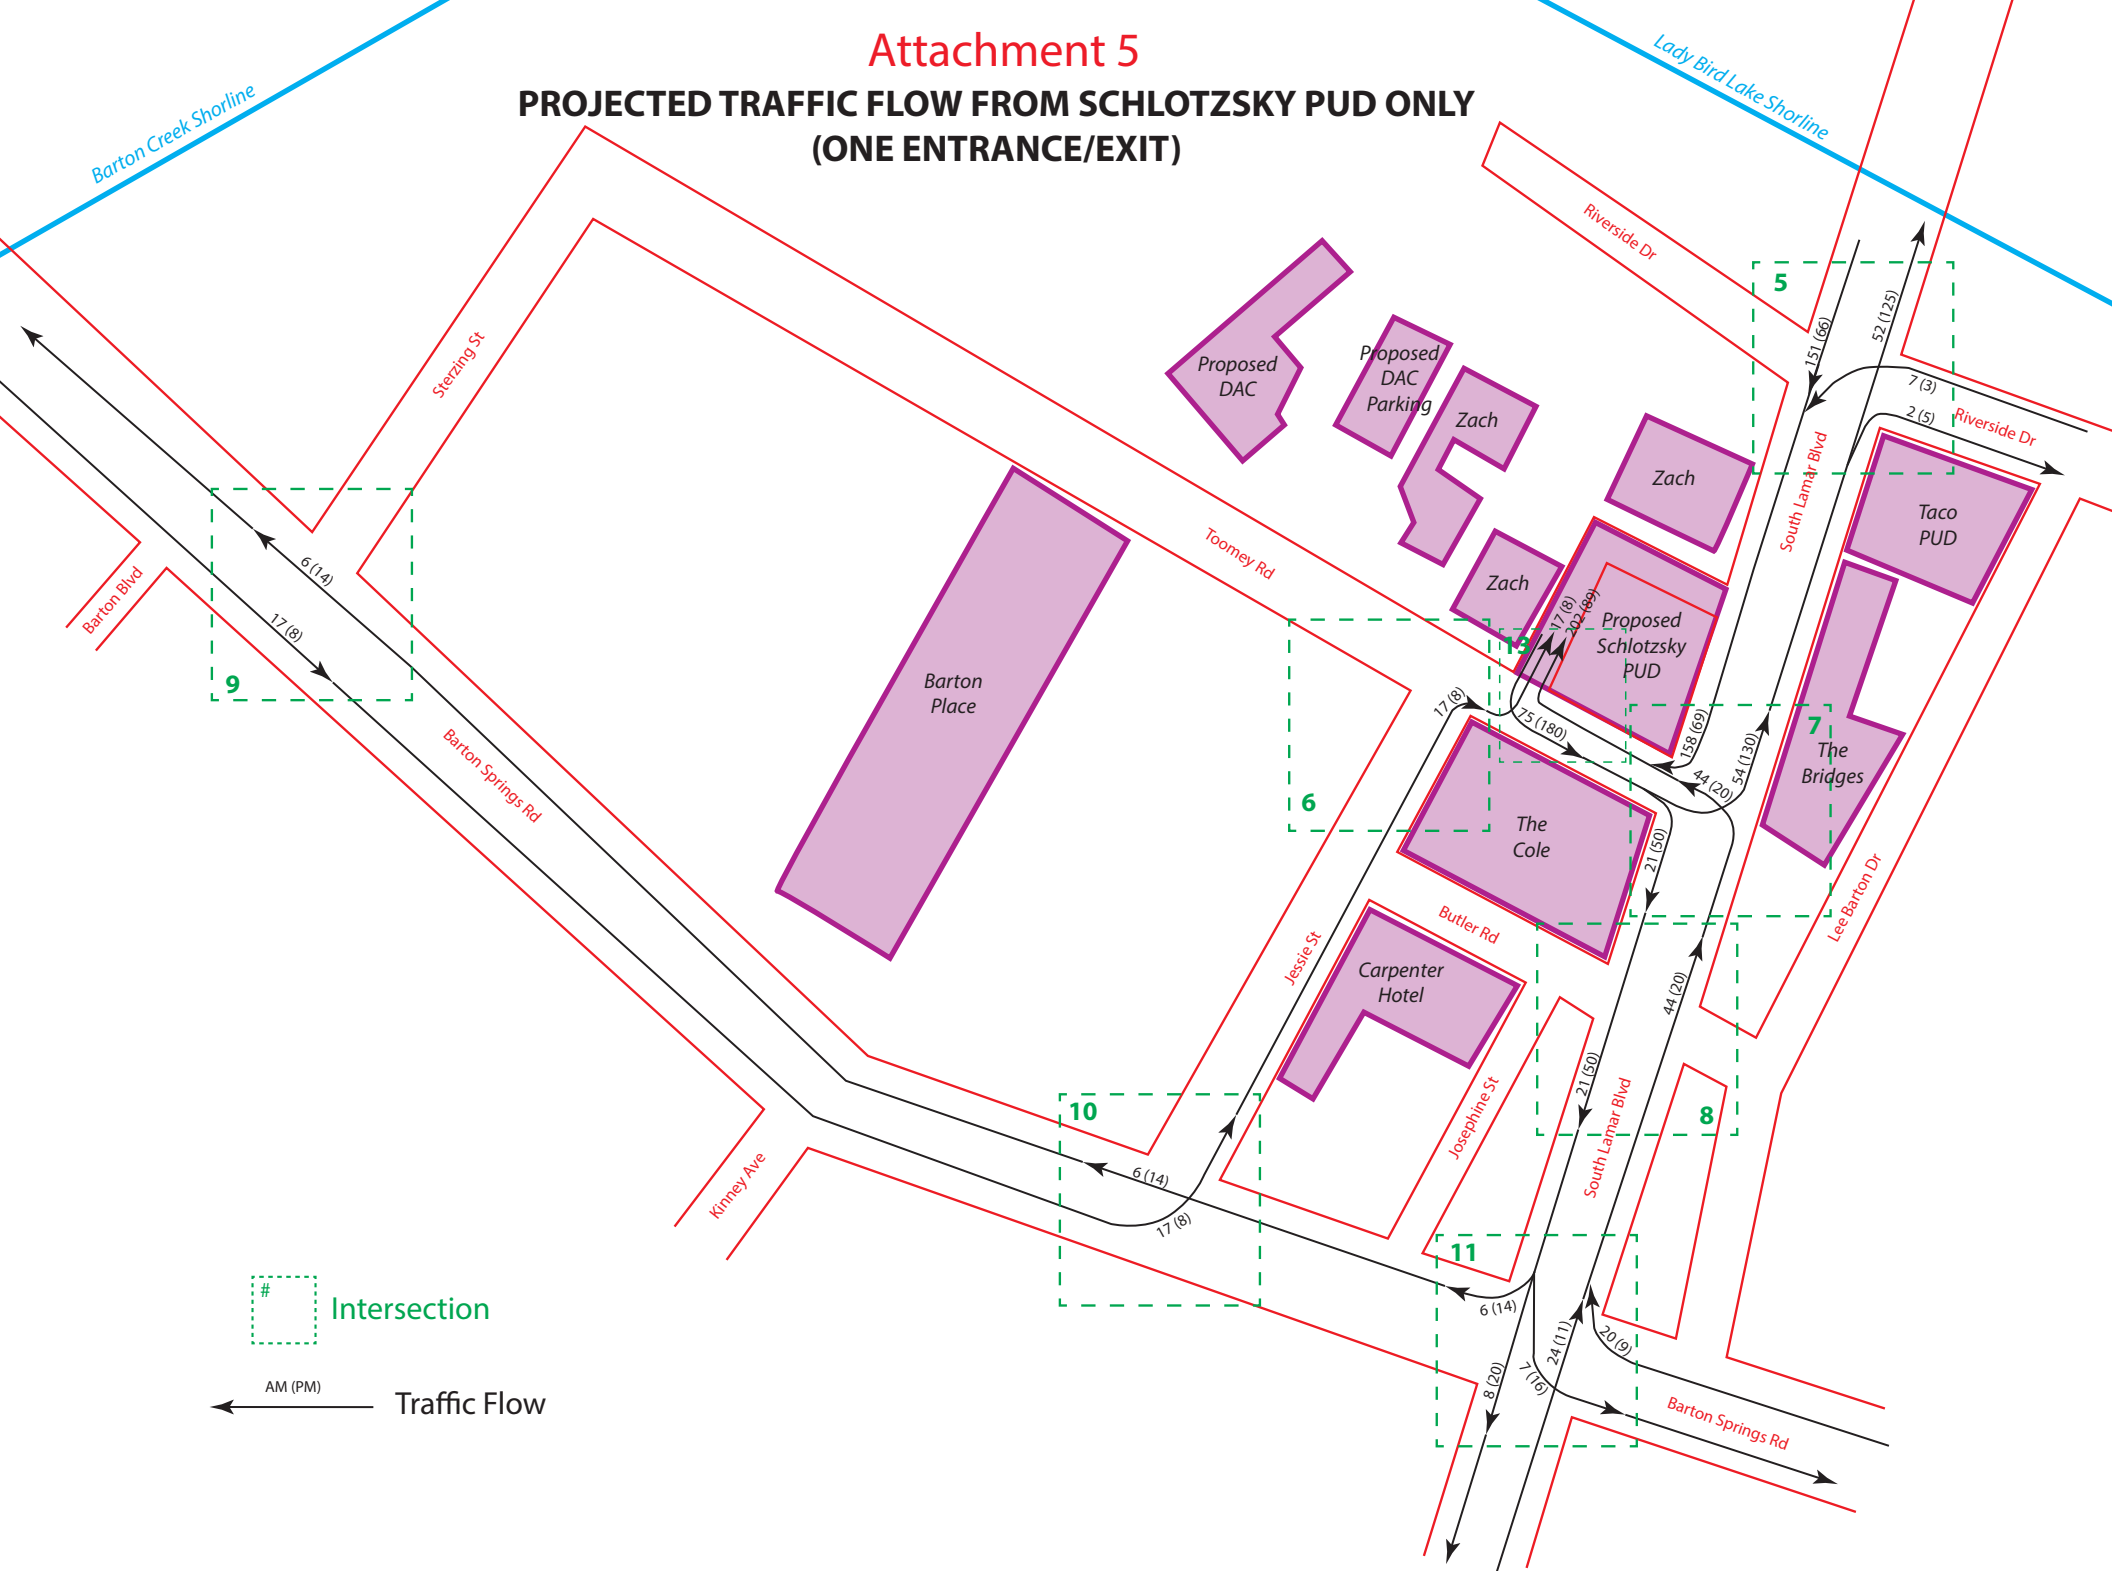 Attachment 5
PROJECTED TRAFFIC FLOW FROM SCHLOTZSKY PUD ONLY
(ONE ENTRANCE/EXIT)
Barton Creek Shorline
Lady Bird Lake Shorline
Riverside Dr
5
151 (66)
52 (125)
7 (3)
2 (5)
Riverside Dr
South Lamar Blvd
Sterzing St
Proposed
DAC
Proposed
DAC
Parking
Zach
Zach
Zach
Taco
PUD
Toomey Rd
17 (8)
202 (89)
13
Proposed
Schlotzsky
PUD
Barton Blvd
6 (14)
17 (8)
9
Barton Springs Rd
Barton
Place
17 (8)
75 (180)
158 (69)
54 (130)
44 (20)
7
The
Bridges
6
The
Cole
21 (50)
Lee Barton Dr
Butler Rd
Jessie St
Carpenter
Hotel
44 (20)
21 (50)
8
South Lamar Blvd
Josephine St
10
6 (14)
17 (8)
Kinney Ave
11
6 (14)
24 (11)
20 (9)
8 (20)
7 (16)
Barton Springs Rd
#
Intersection
AM (PM)
Traffic Flow